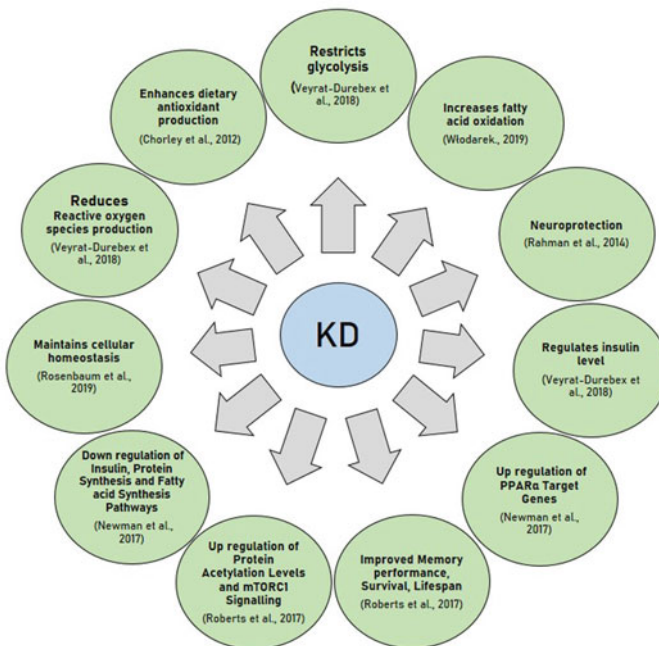 Restricts
glycolysis
(Veyrat-Durebex et
al., 2018)
Increases fatty
acid oxidation
(Włodarek., 2019)
Neuroprotection
(Rahman et al., 2014)
Regulates insulin
level
(Veyrat-Durebex et
al., 2018)
Up regulation of
PPARα Target
Genes
(Newman et al.,
2017)
Improved Memory
performance,
Survival, Lifespan
(Roberts et al., 2017)
Up regulation of
Protein
Acetylation Levels
and mTORC1
Signalling
(Roberts et al., 2017)
Down regulation of
Insulin, Protein
Synthesis and Fatty
acid Synthesis
Pathways
(Newman et al.,
2017)
Maintains cellular
homeostasis
(Rosenbaum et al.,
2019)
Reduces
Reactive oxygen
species production
(Veyrat-Durebex et
al., 2018)
Enhances dietary
antioxidant
production
(Chorley et al., 2012)
KD